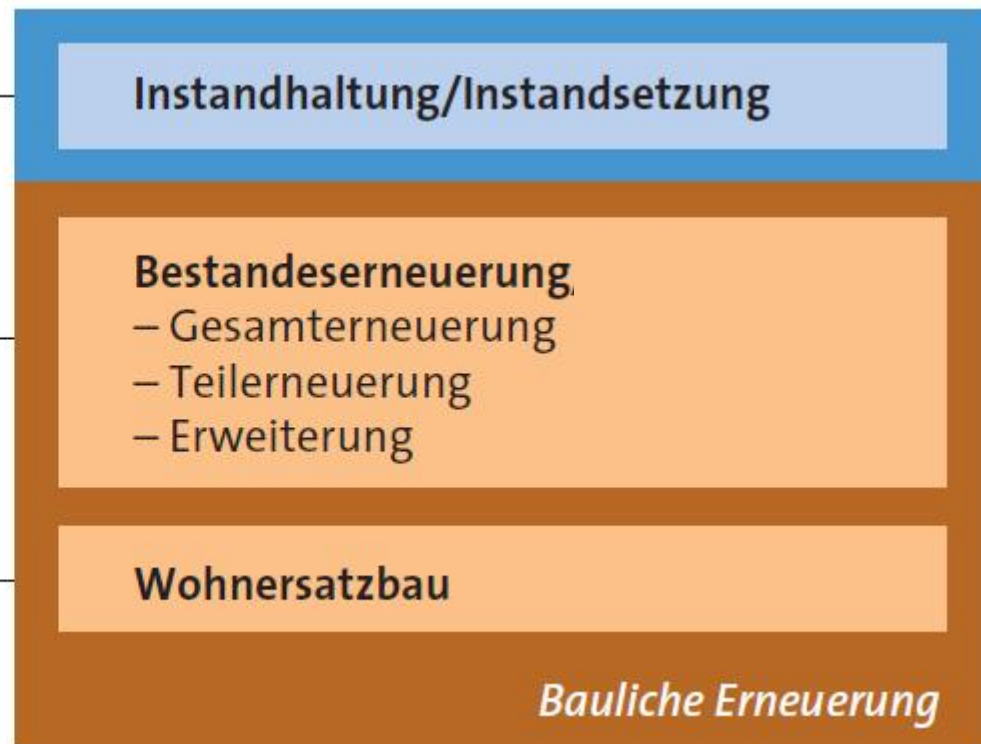 Instandhaltung/Instandsetzung
Bestandeserneuerung,
– Gesamterneuerung
– Teilerneuerung
– Erweiterung
Wohnersatzbau
Bauliche Erneuerung